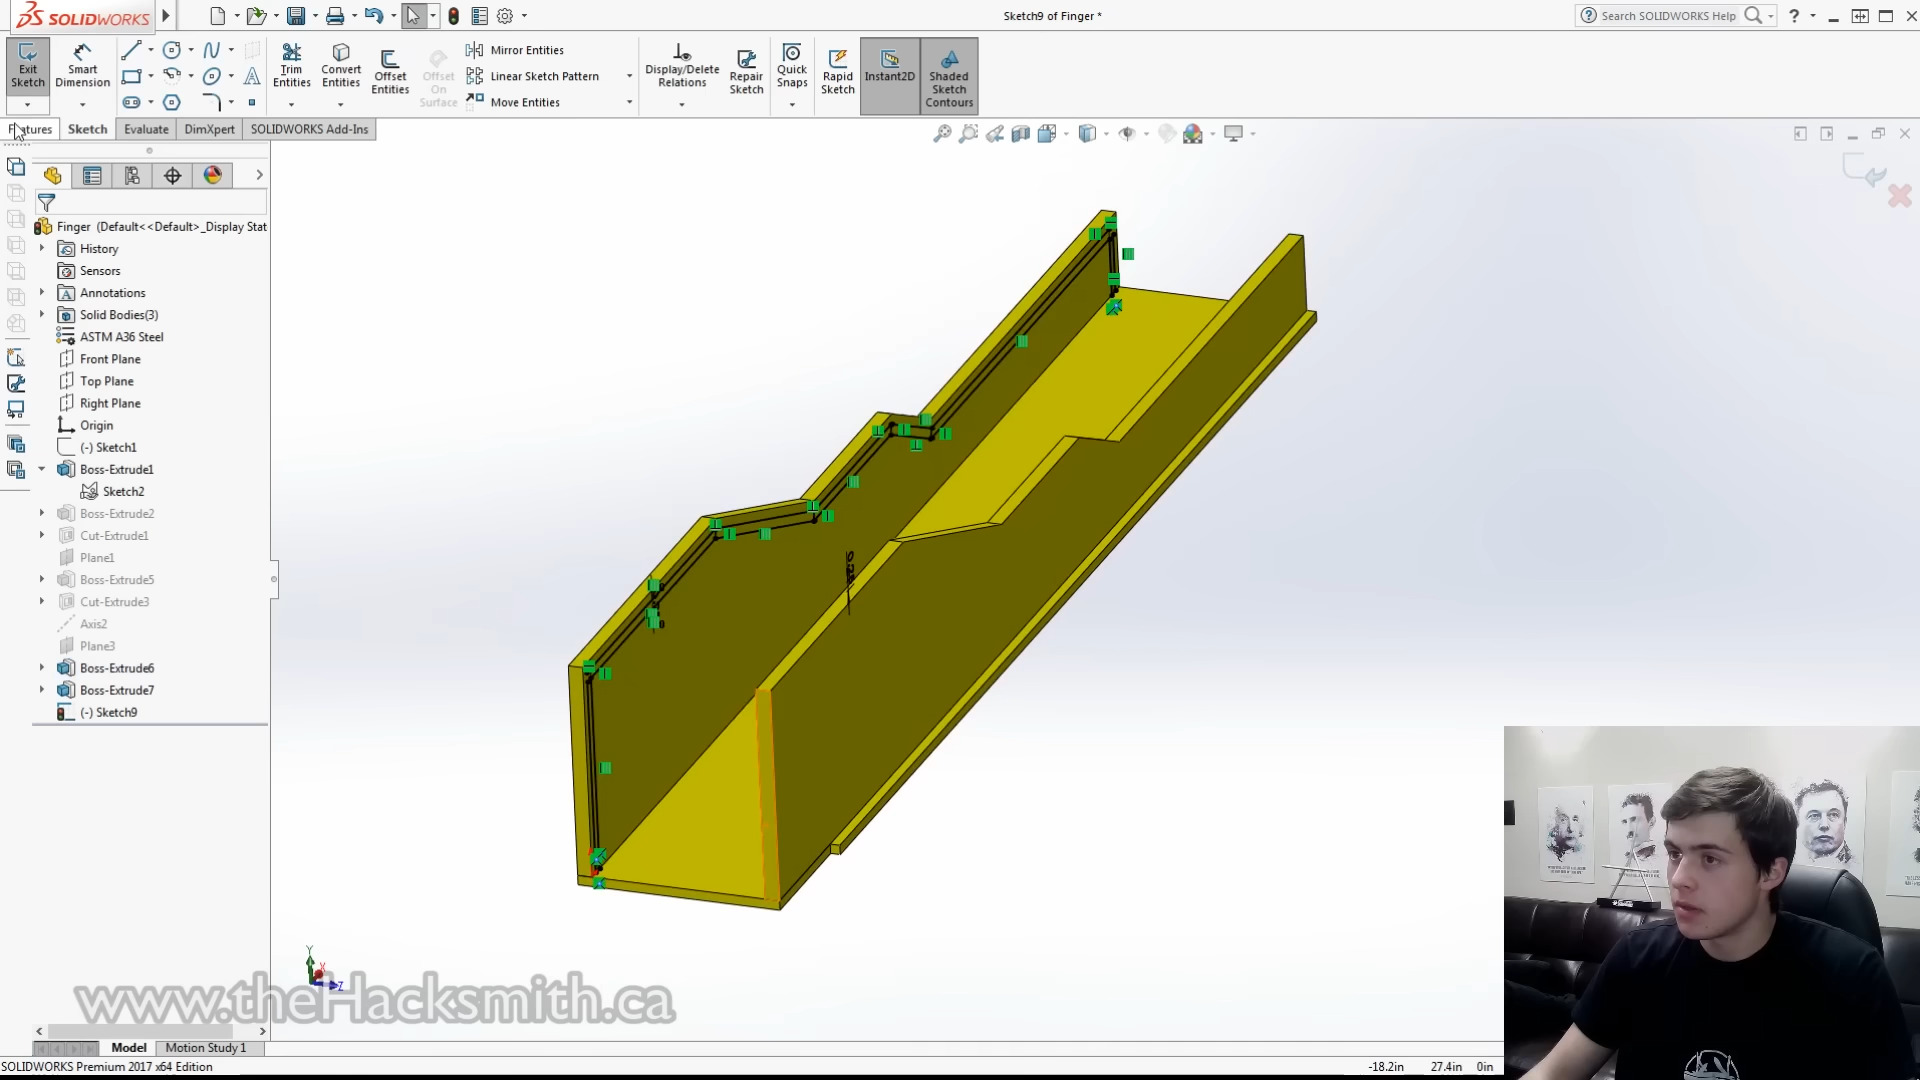 SOLIDWORKS
Sketch9 of Finger *
Search SOLIDWORKS Help
?
Exit Sketch
Smart Dimension
Trim Entities
Convert Entities
Offset Entities
Offset On Surface
Mirror Entities
Linear Sketch Pattern
Move Entities
Display/Delete Relations
Repair Sketch
Quick Snaps
Rapid Sketch
Instant2D
Shaded Sketch Contours
Features
Sketch
Evaluate
DimXpert
SOLIDWORKS Add-Ins
Finger (Default<<Default>_Display Stat
History
Sensors
Annotations
Solid Bodies(3)
ASTM A36 Steel
Front Plane
Top Plane
Right Plane
Origin
(-) Sketch1
Boss-Extrude1
Sketch2
Boss-Extrude2
Cut-Extrude1
Plane1
Boss-Extrude5
Cut-Extrude3
Axis2
Plane3
Boss-Extrude6
Boss-Extrude7
(-) Sketch9
Y
X
Z
www.theHacksmith.ca
Model
Motion Study 1
SOLIDWORKS Premium 2017 x64 Edition
-18.2in
27.4in
0in